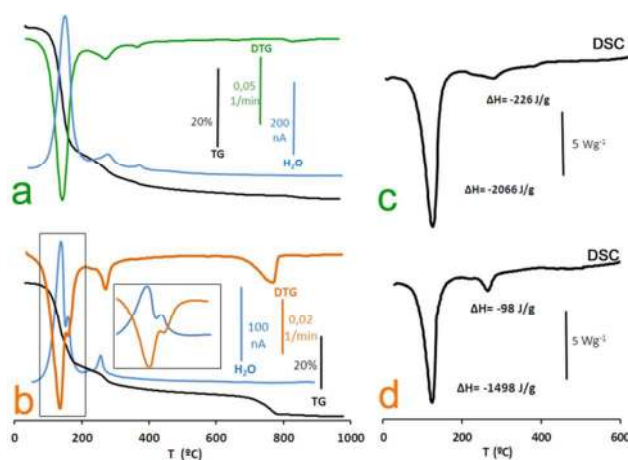 a
DTG
0,05
1/min
20%
TG
200
nA
H₂O
b
DTG
0,02
1/min
100
nA
H₂O
20%
TG
0 200 400 600 800 1000
T (ºC)
DSC
ΔH= -226 J/g
5 Wg⁻¹
ΔH= -2066 J/g
c
DSC
ΔH= -98 J/g
5 Wg⁻¹
ΔH= -1498 J/g
d
0 200 400 600
T (ºC)